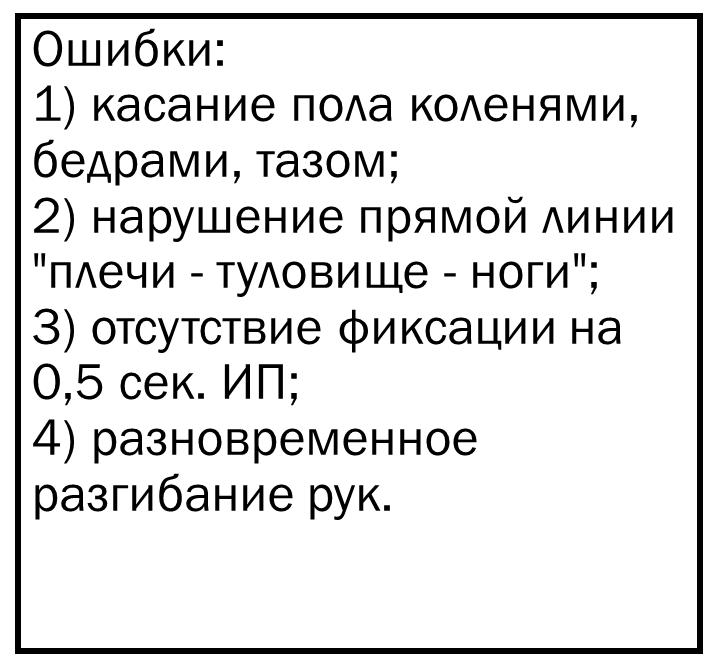 Ошибки:
1) касание пола коленями,
бедрами, тазом;
2) нарушение прямой линии
"плечи - туловище - ноги";
3) отсутствие фиксации на
0,5 сек. ИП;
4) разновременное
разгибание рук.